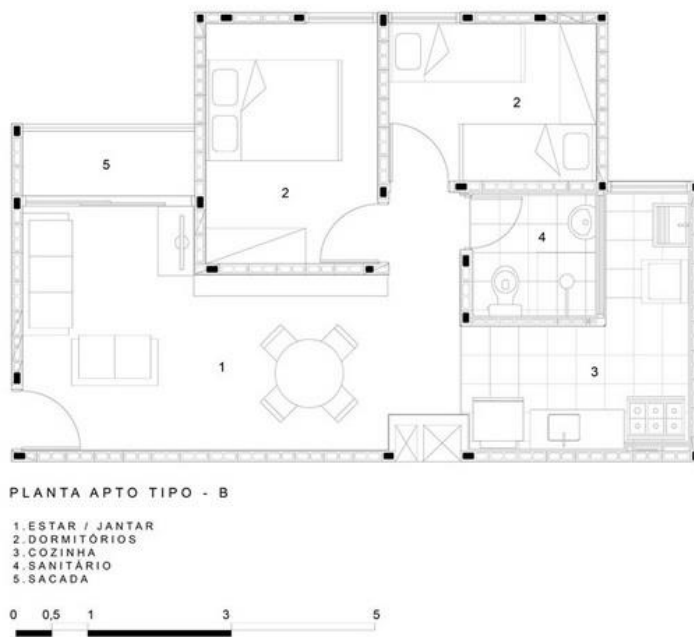 2
2
5
2
4
1
3
PLANTA APTO TIPO - B
1.ESTAR / JANTAR
2.DORMITÓRIOS
3.COZINHA
4.SANITÁRIO
5.SACADA
0 0,5 1 3 5